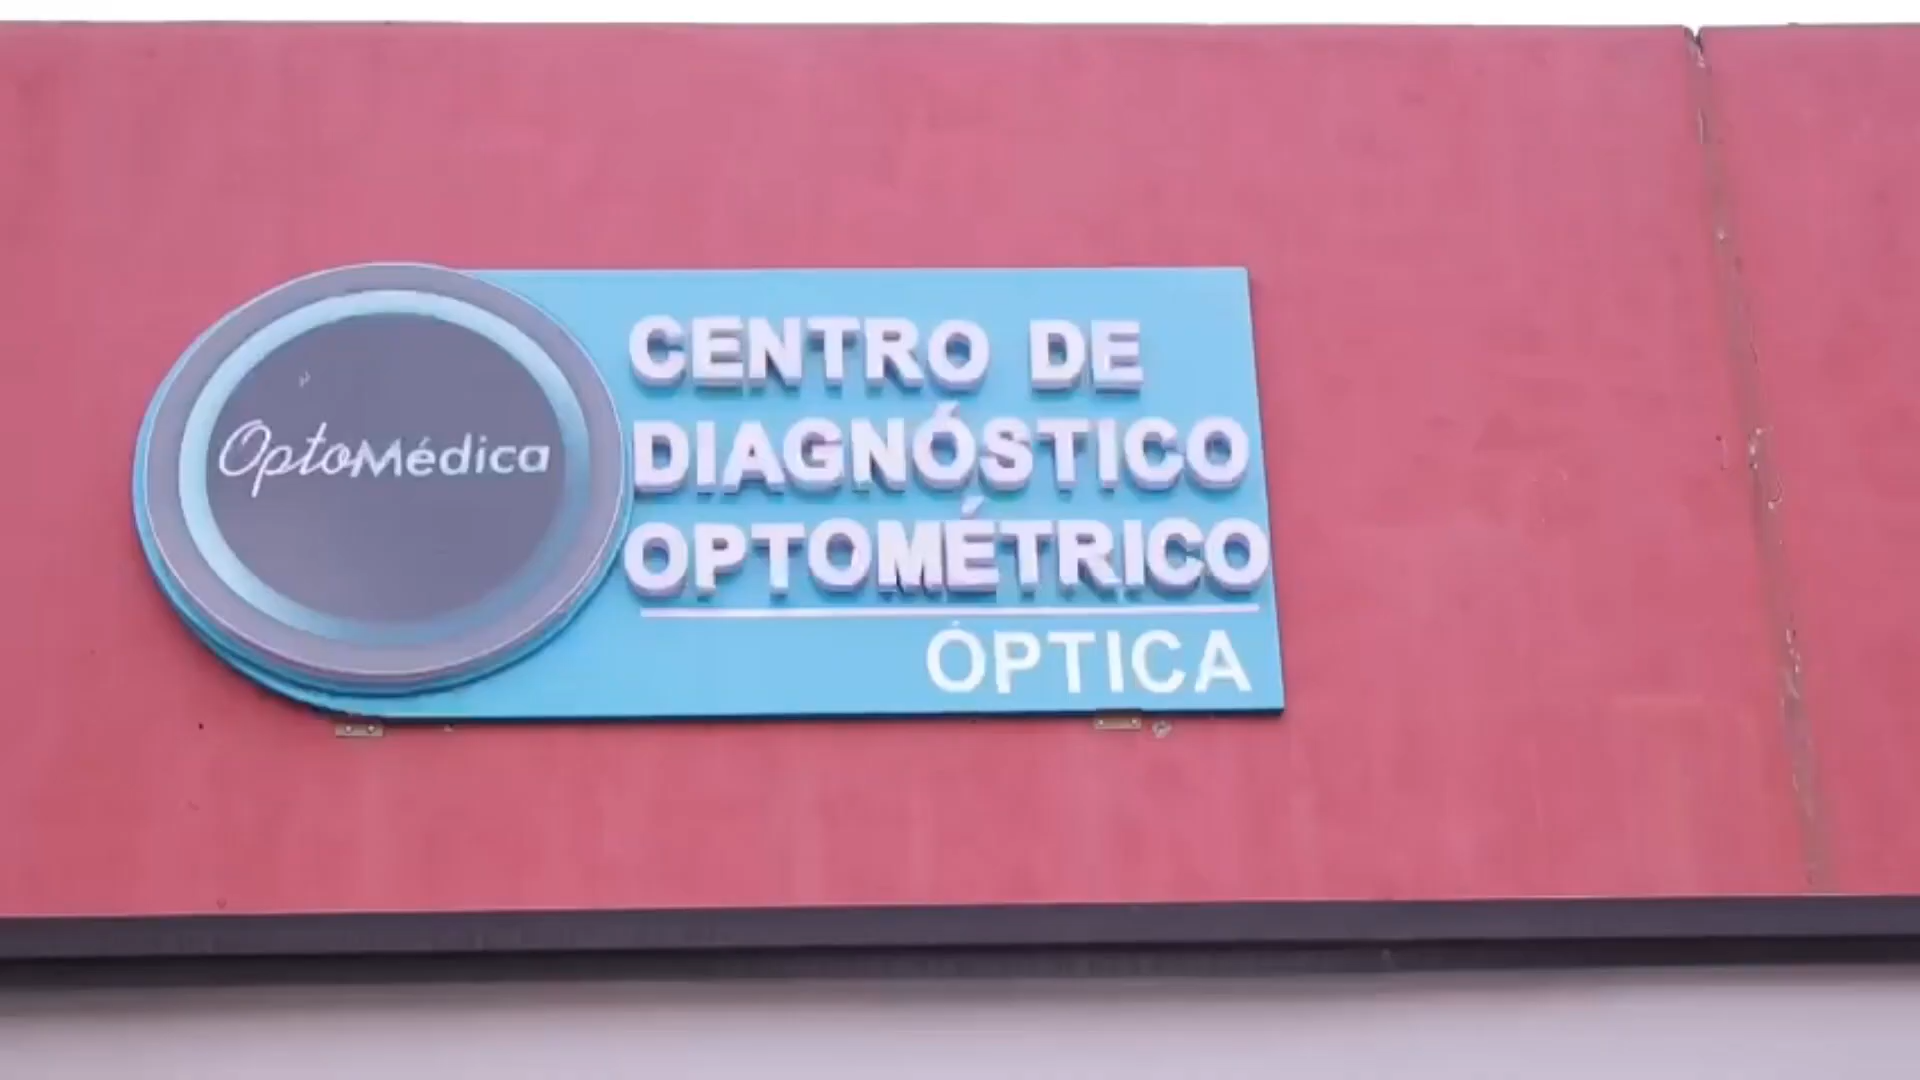 OptoMédica
CENTRO DE
DIAGNÓSTICO
OPTOMÉTRICO
ÓPTICA